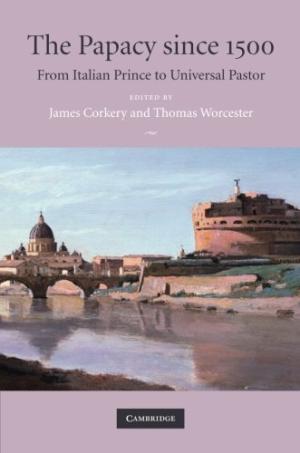 The Papacy since 1500
From Italian Prince to Universal Pastor
EDITED BY
James Corkery and Thomas Worcester
CAMBRIDGE